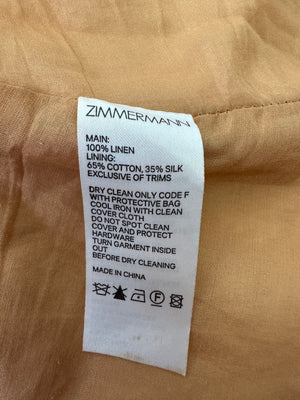 ZIMMERMANN
MAIN:
100% LINEN
LINING:
65% COTTON, 35% SILK
EXCLUSIVE OF TRIMS
DRY CLEAN ONLY CODE F
WITH PROTECTIVE BAG
COOL IRON WITH CLEAN
COVER CLOTH
DO NOT SPOT CLEAN
COVER AND PROTECT
HARDWARE
TURN GARMENT INSIDE
OUT
BEFORE DRY CLEANING
MADE IN CHINA
F